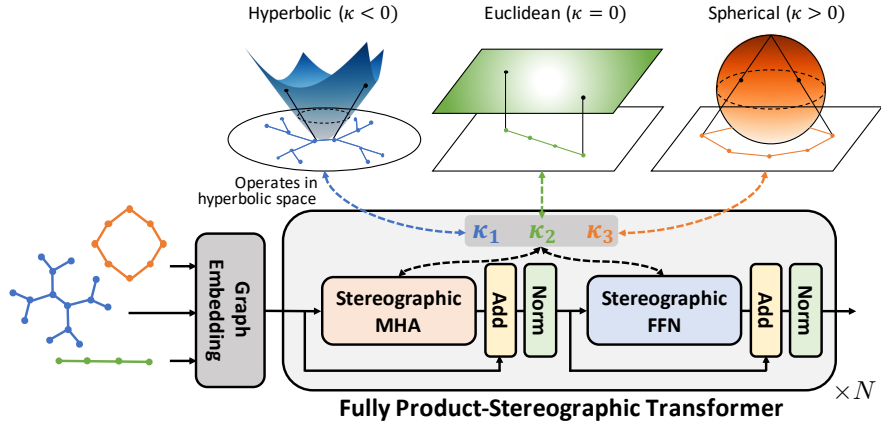 Hyperbolic (κ < 0)
Euclidean (κ = 0)
Spherical (κ > 0)
Operates in
hyperbolic space
κ1
κ2
κ3
Graph
Embedding
Stereographic
MHA
Add
Norm
Stereographic
FFN
Add
Norm
×N
Fully Product-Stereographic Transformer